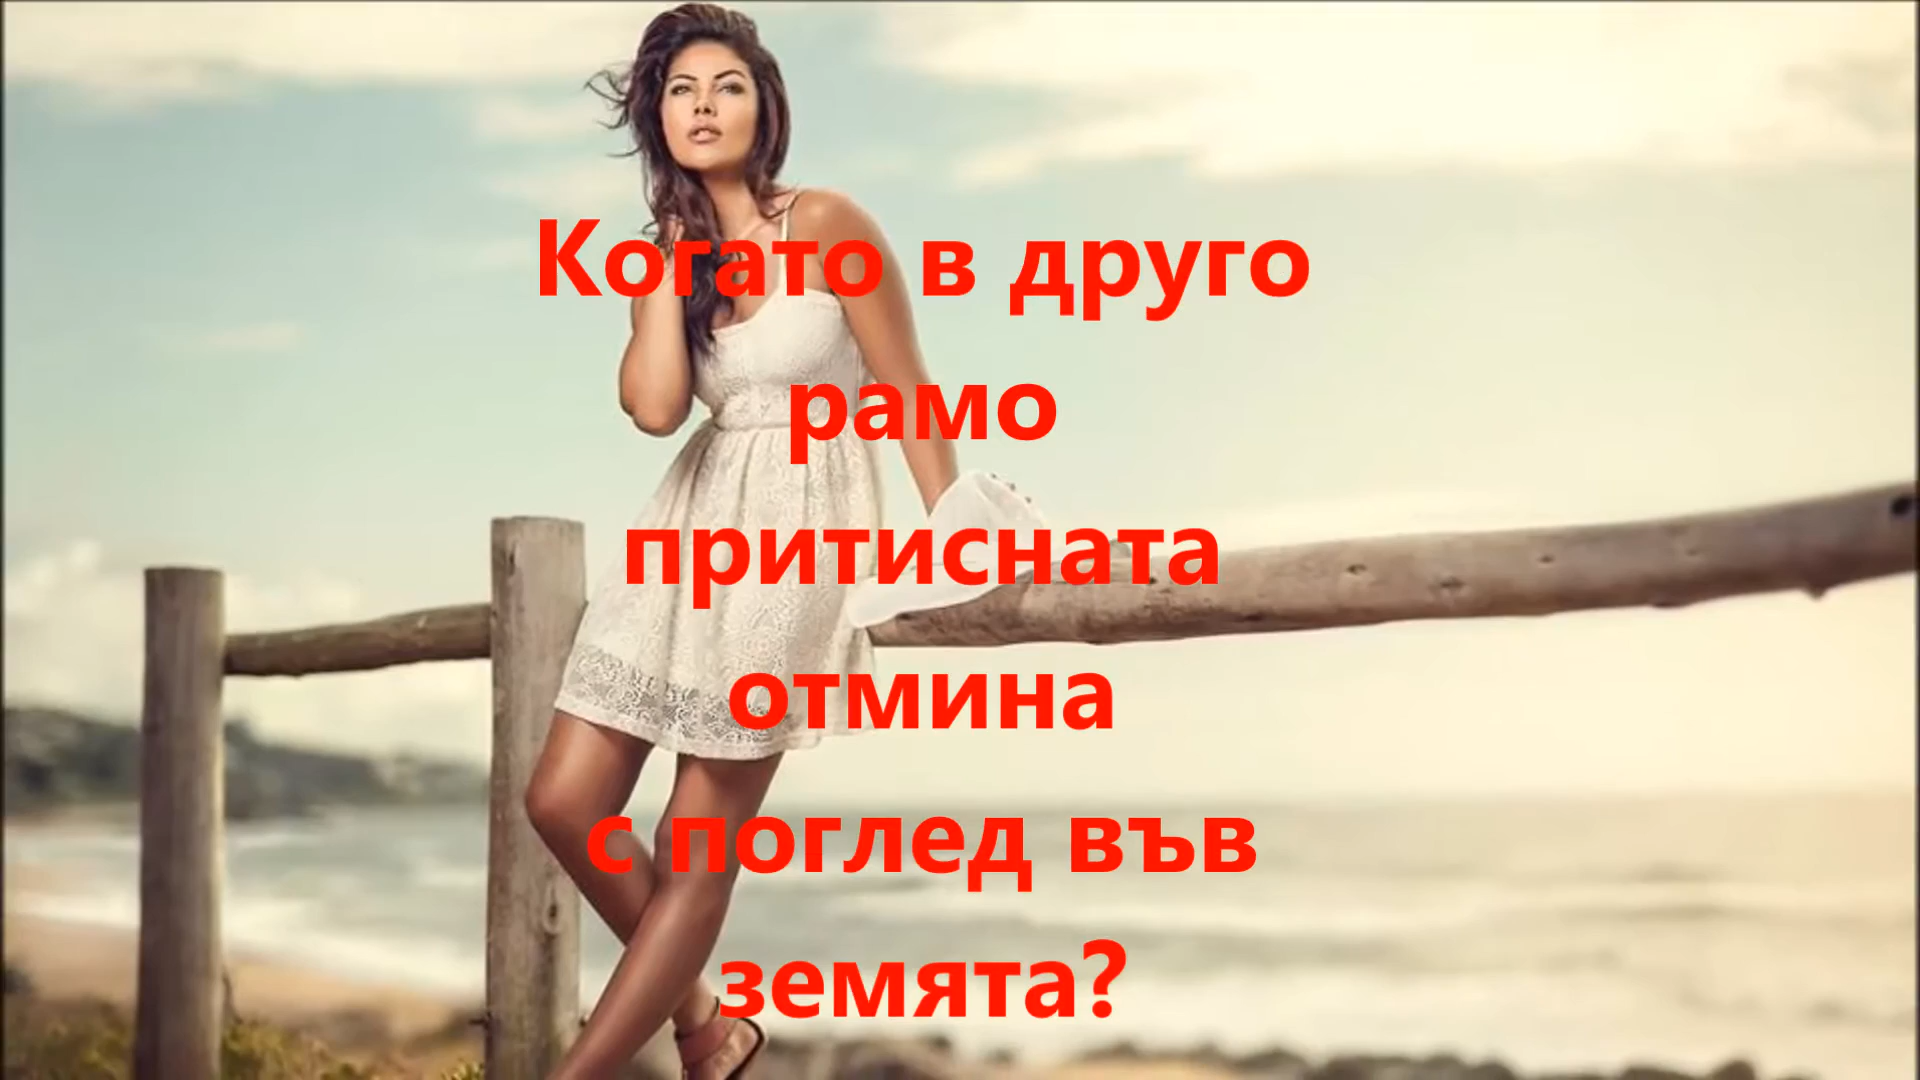 Когато в друго
рамо
притисната
отмина
с поглед във
земята?